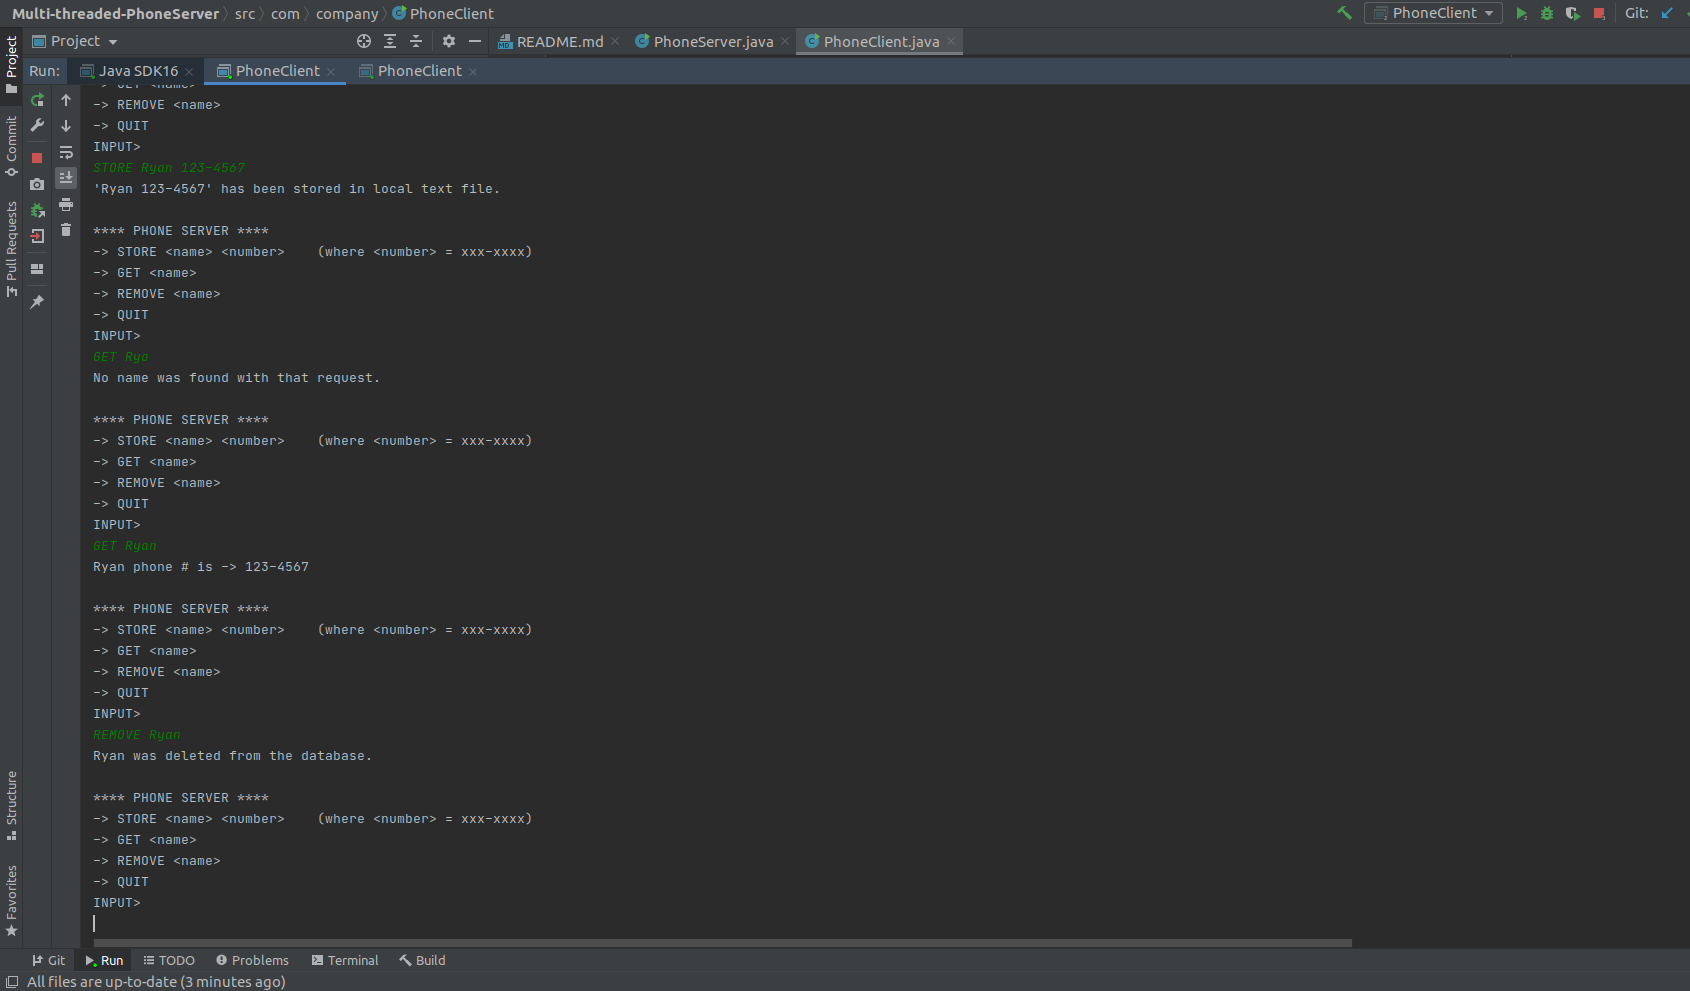 Multi-threaded-PhoneServer src com company PhoneClient PhoneClient Git:
Project README.md PhoneServer.java PhoneClient.java
Run: Java SDK16 PhoneClient PhoneClient
Project
Commit
Pull Requests
Structure
Favorites
-> GET <name>
-> REMOVE <name>
-> QUIT
INPUT>
STORE Ryan 123-4567
'Ryan 123-4567' has been stored in local text file.
**** PHONE SERVER ****
-> STORE <name> <number> (where <number> = xxx-xxxx)
-> GET <name>
-> REMOVE <name>
-> QUIT
INPUT>
GET Ryo
No name was found with that request.
**** PHONE SERVER ****
-> STORE <name> <number> (where <number> = xxx-xxxx)
-> GET <name>
-> REMOVE <name>
-> QUIT
INPUT>
GET Ryan
Ryan phone # is -> 123-4567
**** PHONE SERVER ****
-> STORE <name> <number> (where <number> = xxx-xxxx)
-> GET <name>
-> REMOVE <name>
-> QUIT
INPUT>
REMOVE Ryan
Ryan was deleted from the database.
**** PHONE SERVER ****
-> STORE <name> <number> (where <number> = xxx-xxxx)
-> GET <name>
-> REMOVE <name>
-> QUIT
INPUT>
Git Run TODO Problems Terminal Build
All files are up-to-date (3 minutes ago)